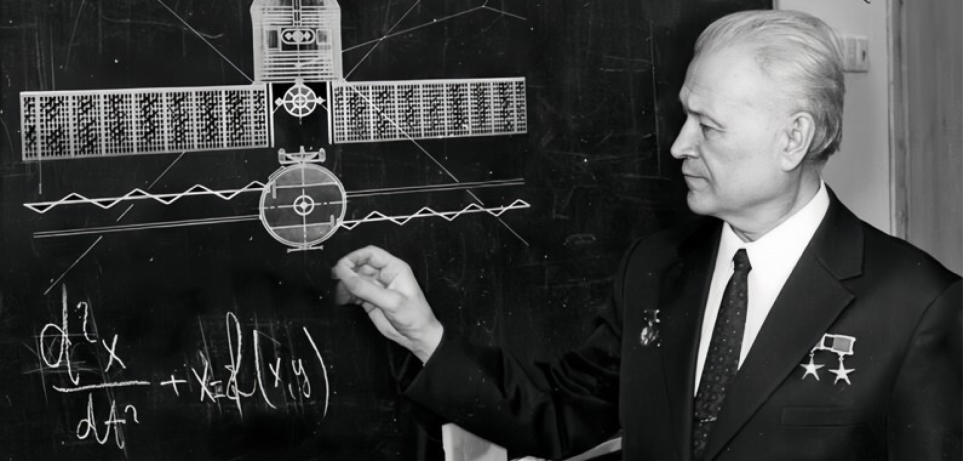 d²x
dt² + x = f(x,y)